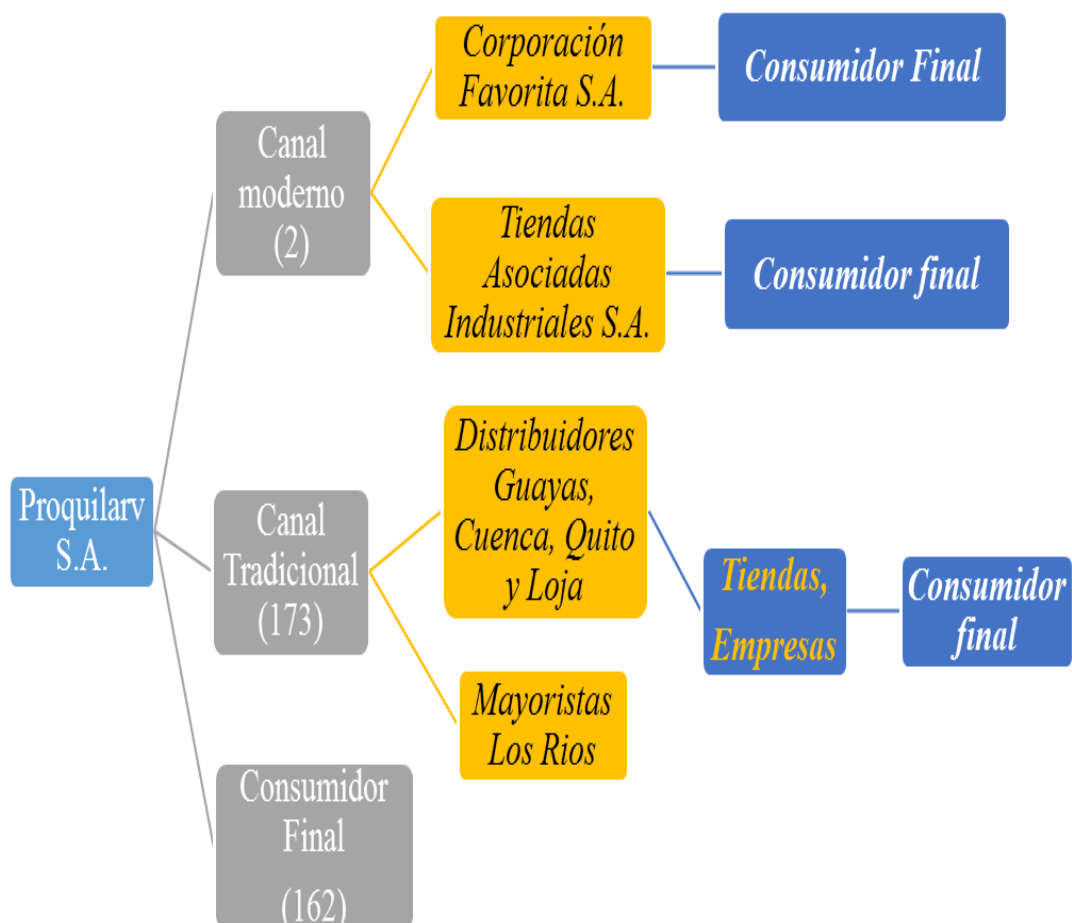 Proquilarv
S.A.
Canal
moderno
(2)
Corporación
Favorita S.A.
Consumidor Final
Tiendas
Asociadas
Industriales S.A.
Consumidor final
Canal
Tradicional
(173)
Distribuidores
Guayas,
Cuenca, Quito
y Loja
Tiendas,
Empresas
Consumidor
final
Mayoristas
Los Rios
Consumidor
Final
(162)